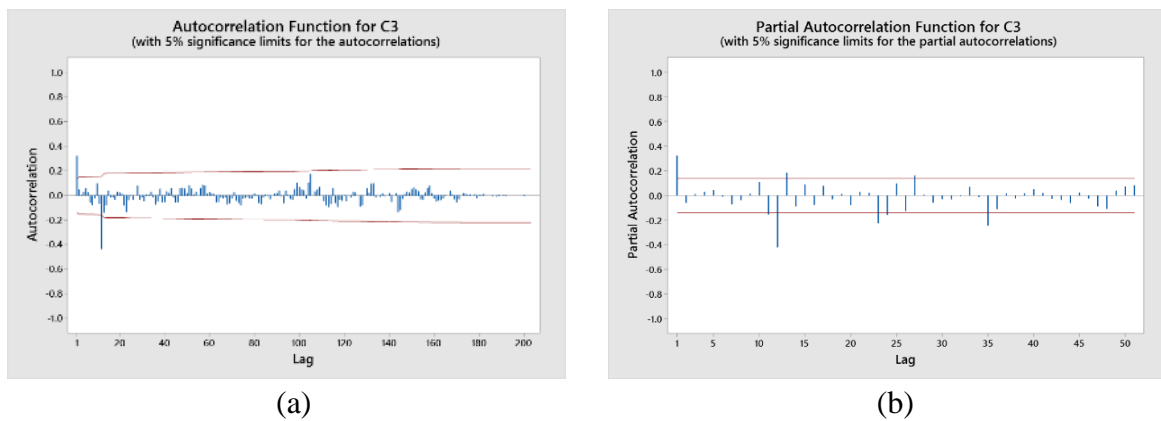 Autocorrelation Function for C3
(with 5% significance limits for the autocorrelations)
1.0
0.8
0.6
0.4
0.2
0.0
-0.2
-0.4
-0.6
-0.8
-1.0
Autocorrelation
1 20 40 60 80 100 120 140 160 180 200
Lag
(a)
Partial Autocorrelation Function for C3
(with 5% significance limits for the partial autocorrelations)
1.0
0.8
0.6
0.4
0.2
0.0
-0.2
-0.4
-0.6
-0.8
-1.0
Partial Autocorrelation
1 5 10 15 20 25 30 35 40 45 50
Lag
(b)